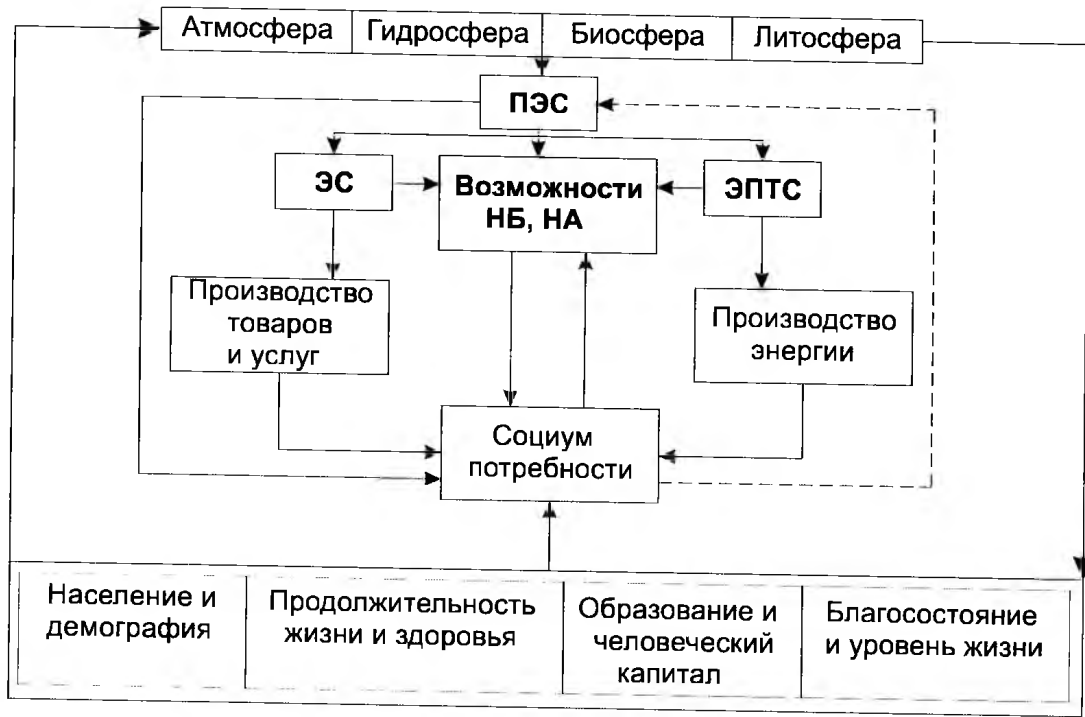 Атмосфера Гидросфера Биосфера Литосфера
ПЭС
ЭС
Возможности
НБ, НА
ЭПТС
Производство
товаров
и услуг
Производство
энергии
Социум
потребности
Население и
демография
Продолжительность
жизни и здоровья
Образование и
человеческий
капитал
Благосостояние
и уровень жизни